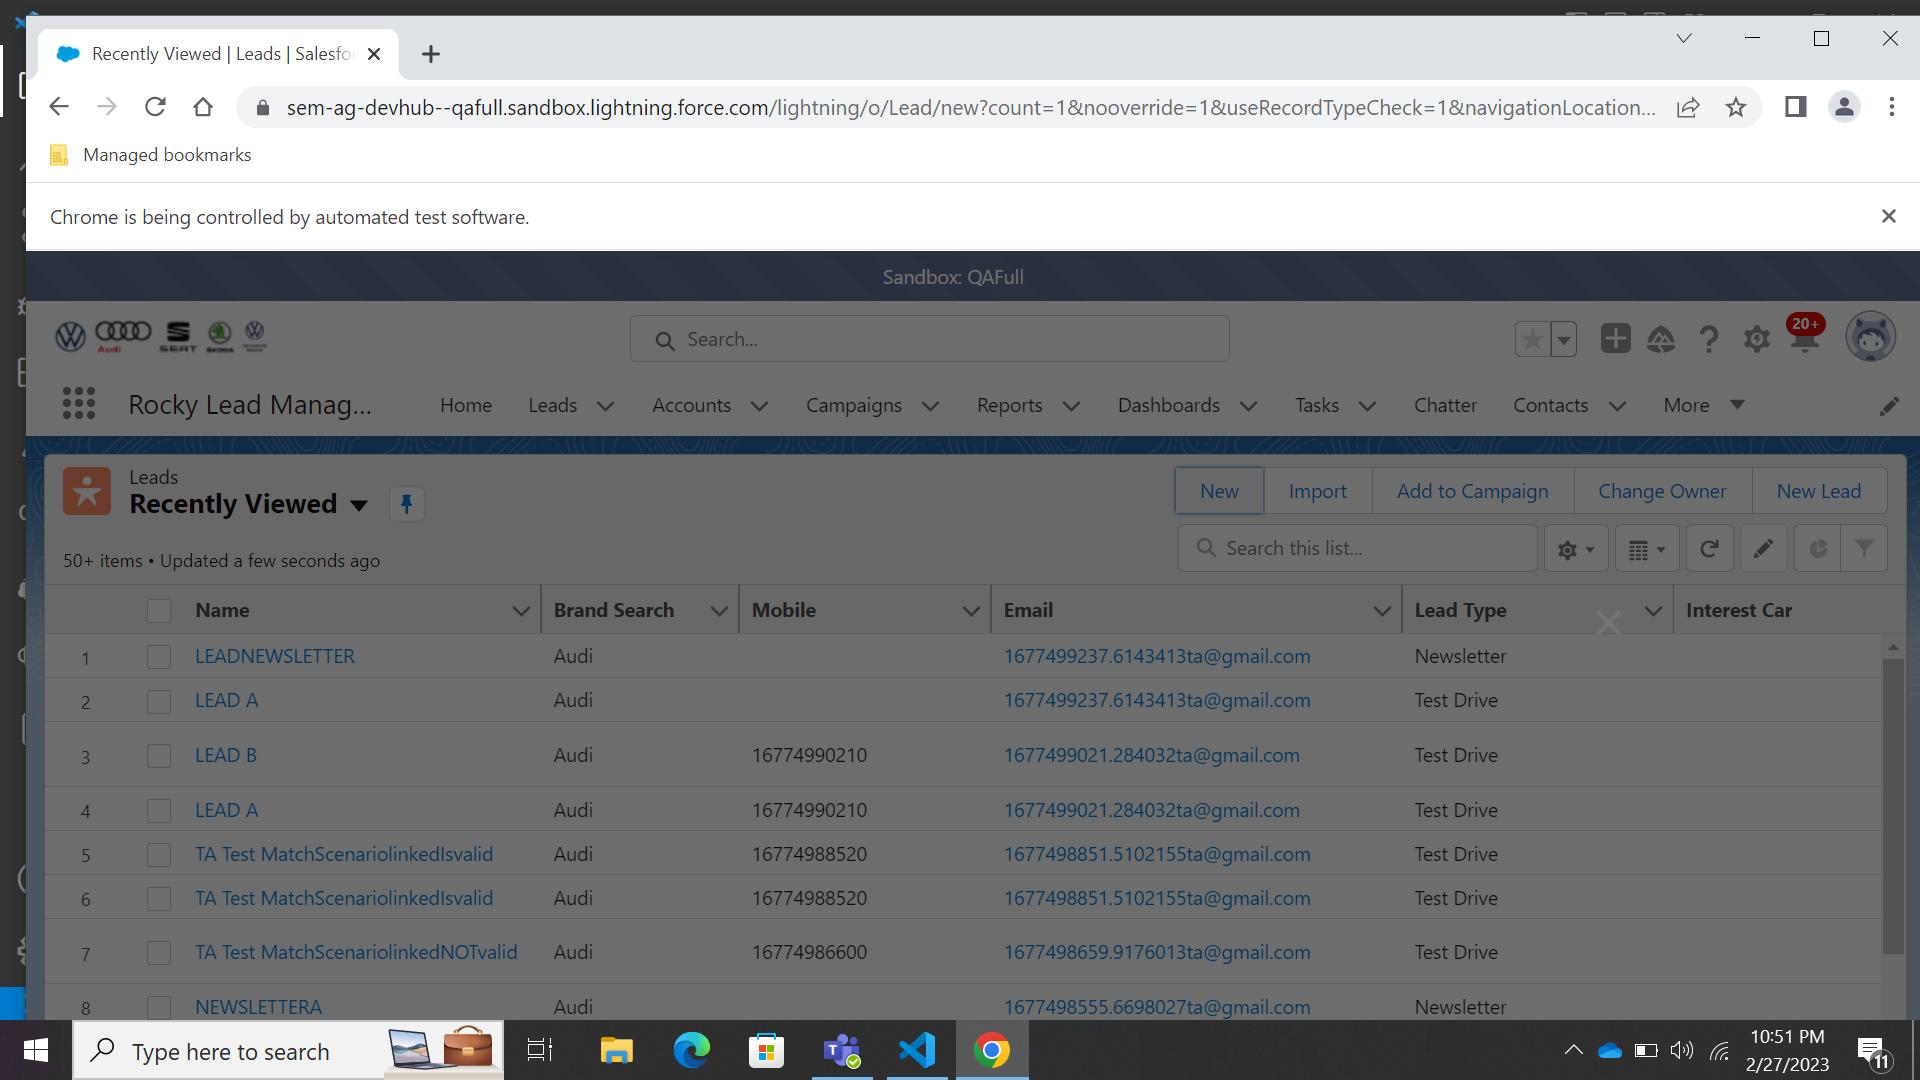 Recently Viewed | Leads | Salesfo
sem-ag-devhub--qafull.sandbox.lightning.force.com/lightning/o/Lead/new?count=1&nooverride=1&useRecordTypeCheck=1&navigationLocation...
Managed bookmarks
Chrome is being controlled by automated test software.
Sandbox: QAFull
Audi SEAT ŠKODA
Search...
20+
Rocky Lead Manag... Home Leads Accounts Campaigns Reports Dashboards Tasks Chatter Contacts More
Leads
Recently Viewed
New Import Add to Campaign Change Owner New Lead
50+ items • Updated a few seconds ago
Search this list...
Name Brand Search Mobile Email Lead Type Interest Car
1 LEADNEWSLETTER Audi 1677499237.6143413ta@gmail.com Newsletter
2 LEAD A Audi 1677499237.6143413ta@gmail.com Test Drive
3 LEAD B Audi 16774990210 1677499021.284032ta@gmail.com Test Drive
4 LEAD A Audi 16774990210 1677499021.284032ta@gmail.com Test Drive
5 TA Test MatchScenariolinkedIsvalid Audi 16774988520 1677498851.5102155ta@gmail.com Test Drive
6 TA Test MatchScenariolinkedIsvalid Audi 16774988520 1677498851.5102155ta@gmail.com Test Drive
7 TA Test MatchScenariolinkedNOTvalid Audi 16774986600 1677498659.9176013ta@gmail.com Test Drive
8 NEWSLETTERA Audi 1677498555.6698027ta@gmail.com Newsletter
Type here to search
10:51 PM
2/27/2023
11